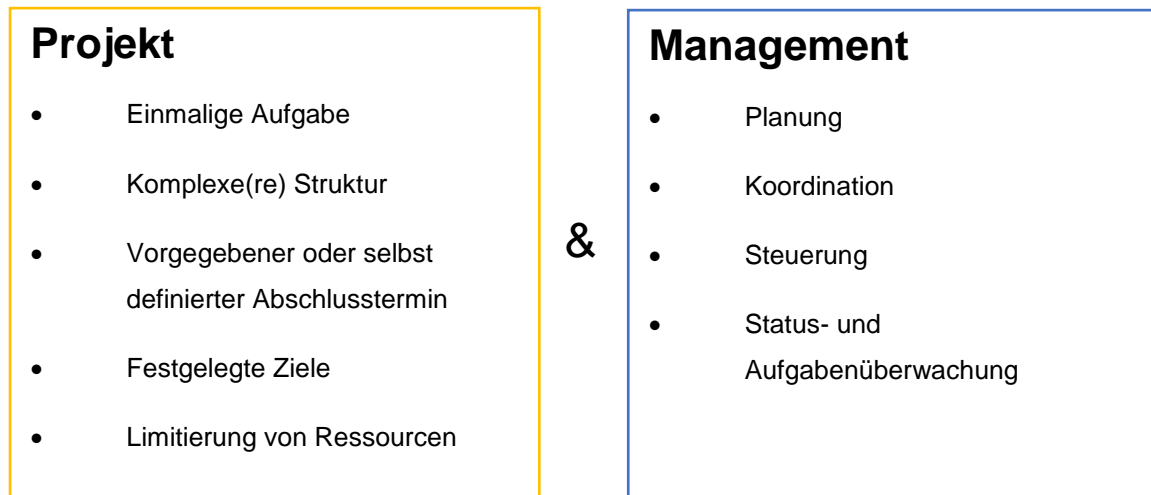 Projekt
• Einmalige Aufgabe
• Komplexe(re) Struktur
• Vorgegebener oder selbst
definierter Abschlusstermin
• Festgelegte Ziele
• Limitierung von Ressourcen
&
Management
• Planung
• Koordination
• Steuerung
• Status- und
Aufgabenüberwachung